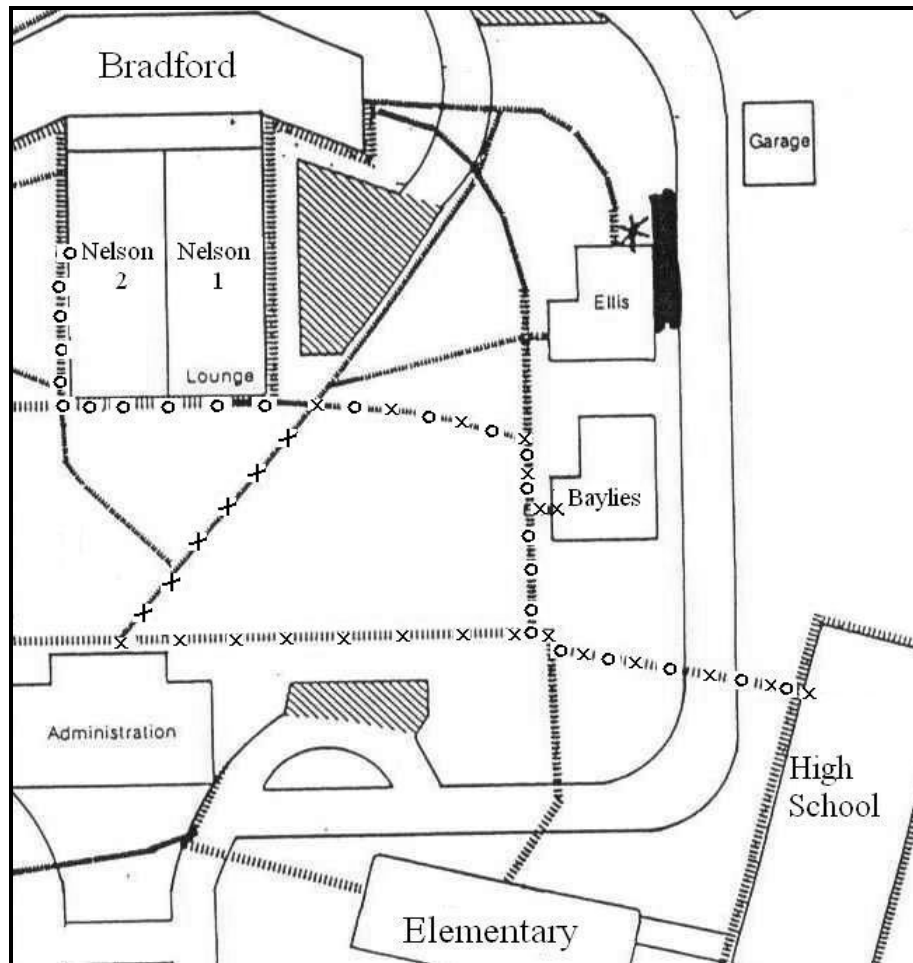 Bradford
Garage
Nelson
2
Nelson
1
Ellis
Lounge
Baylies
Administration
High
School
Elementary